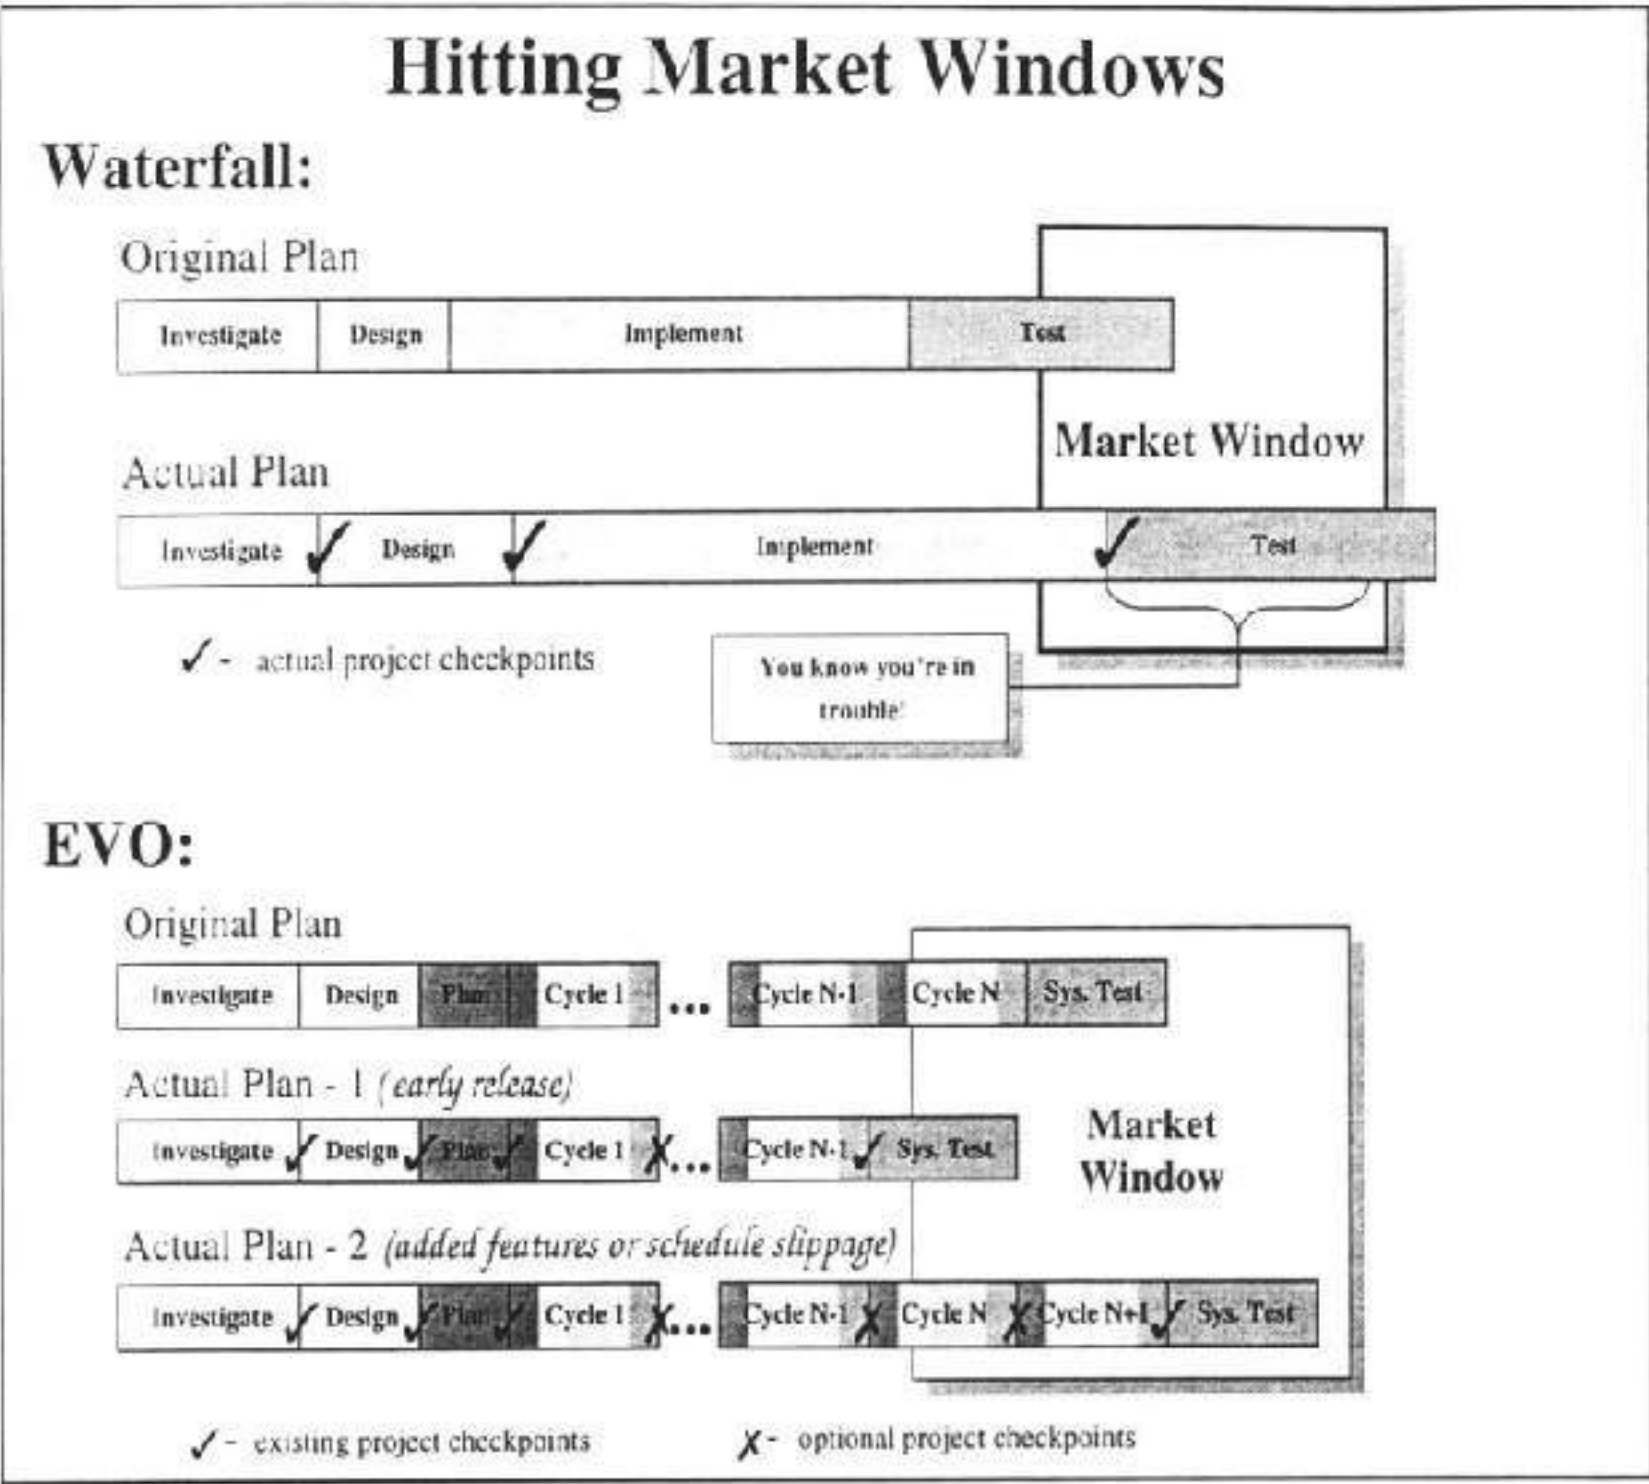 Hitting Market Windows
Waterfall:
Original Plan
Investigate Design Implement Test
Market Window
Actual Plan
Investigate ✓ Design ✓ Implement ✓ Test
✓ - actual project checkpoints
You know you're in
trouble!
EVO:
Original Plan
Investigate Design Plan Cycle 1 ... Cycle N-1 Cycle N Sys. Test
Actual Plan - 1 (early release)
Investigate ✓ Design ✓ Plan ✓ Cycle 1 ✗ ... Cycle N-1 ✓ Sys. Test
Market
Window
Actual Plan - 2 (added features or schedule slippage)
Investigate ✓ Design ✓ Plan ✓ Cycle 1 ✗ ... Cycle N-1 ✗ Cycle N ✗ Cycle N+1 ✓ Sys. Test
✓ - existing project checkpoints
✗ - optional project checkpoints